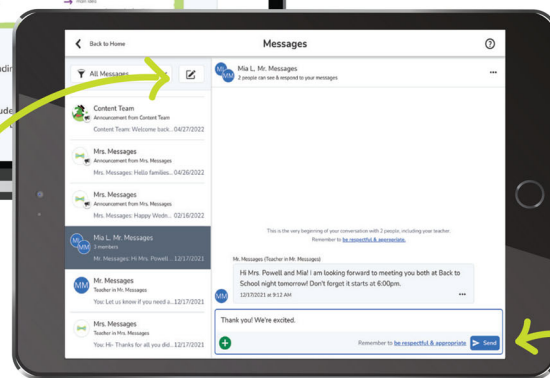 Back to Home
Messages
All Messages
Content Team
Announcement from Content Team
Content Team: Welcome back.. 04/27/2022
Mrs. Messages
Announcement from Mrs. Messages
Mrs. Messages: Hello families... 04/26/2022
Mrs. Messages
Announcement from Mrs. Messages
Mrs. Messages: Happy Wedn... 02/16/2022
Mia L, Mr. Messages
2 members
Mr. Messages: Hi Mrs. Powell ... 12/17/2021
MM
Mr. Messages
Teacher in Mr. Messages
You: Let us know if you need a...12/17/2021
Mrs. Messages
Teacher in Mrs. Messages
You: Hi- Thanks for all you did...12/17/2021
Mia L, Mr. Messages
2 people can see & respond to your messages
This is the very beginning of your conversation with 2 people, including your teacher.
Remember to be respectful & appropriate.
Mr. Messages (Teacher in Mr. Messages)
Hi Mrs. Powell and Mia! I am looking forward to meeting you both at Back to
School night tomorrow! Don't forget it starts at 6:00pm.
MM
12/17/2021 at 9:12 AM
Thank you! We're excited.
Remember to be respectful & appropriate
Send